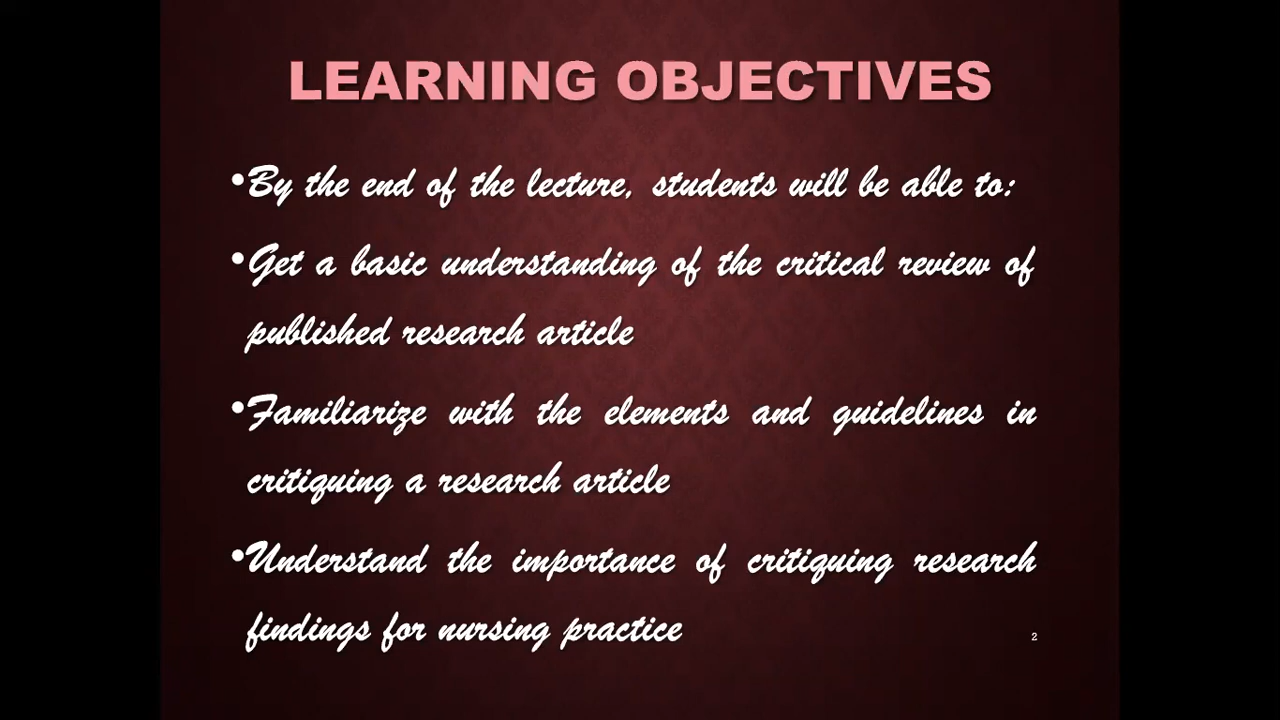 LEARNING OBJECTIVES
•By the end of the lecture, students will be able to:
•Get a basic understanding of the critical review of
published research article
•Familiarize with the elements and guidelines in
critiquing a research article
•Understand the importance of critiquing research
findings for nursing practice
2